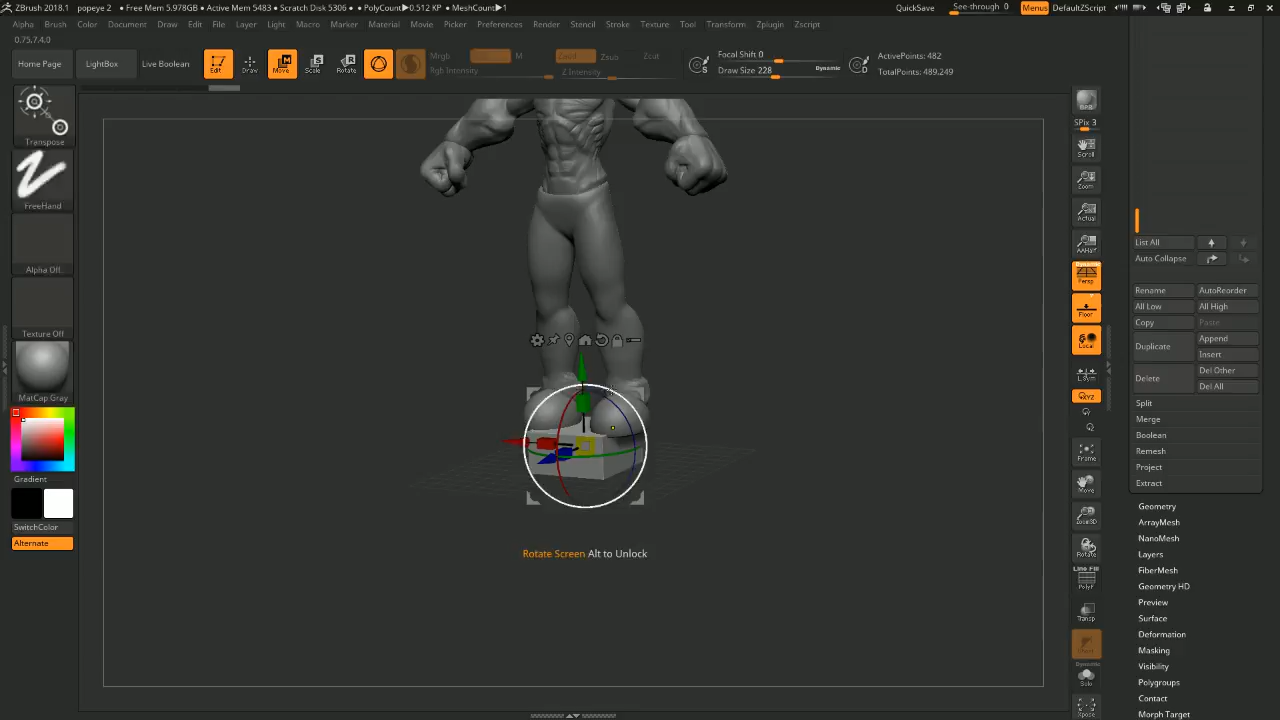 ZBrush 2018.1 popeye 2 • Free Mem 5.978GB • Active Mem 5483 • Scratch Disk 5306 • PolyCount▸0.512 KP • MeshCount▸1 QuickSave See-through 0 Menus DefaultZScript
Alpha Brush Color Document Draw Edit File Layer Light Macro Marker Material Movie Picker Preferences Render Stencil Stroke Texture Tool Transform Zplugin Zscript
0.75,7.4,0
Home Page LightBox Live Boolean Edit Draw Move Scale Rotate
Mrgb M Zadd Zsub Zcut
Rgb Intensity Z Intensity
Focal Shift 0
Draw Size 228 Dynamic
ActivePoints: 482
TotalPoints: 489,249
Transpose
FreeHand
Alpha Off
Texture Off
MatCap Gray
Gradient
SwitchColor
Alternate
Rotate Screen Alt to Unlock
BPR
SPix 3
Scroll
Zoom
Actual
AAHalf
Dynamic
Persp
Floor
Local
L.Sym
Frame
Move
Zoom3D
Rotate
Line Fill
PolyF
Transp
Dynamic
Solo
Xpose
List All
Auto Collapse
Rename AutoReorder
All Low All High
Copy Paste
Duplicate Append
Insert
Delete Del Other
Del All
Split
Merge
Boolean
Remesh
Project
Extract
Geometry
ArrayMesh
NanoMesh
Layers
FiberMesh
Geometry HD
Preview
Surface
Deformation
Masking
Visibility
Polygroups
Contact
Morph Target